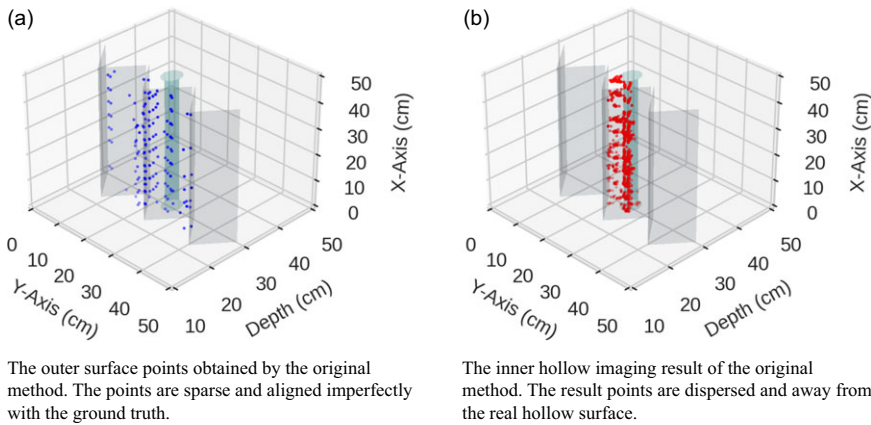 (a)
50
40
30
20
10
0
X-Axis (cm)
0
10
20
30
40
50
Y-Axis (cm)
10
20
30
40
50
Depth (cm)
The outer surface points obtained by the original
method. The points are sparse and aligned imperfectly
with the ground truth.
(b)
50
40
30
20
10
0
X-Axis (cm)
0
10
20
30
40
50
Y-Axis (cm)
10
20
30
40
50
Depth (cm)
The inner hollow imaging result of the original
method. The result points are dispersed and away from
the real hollow surface.